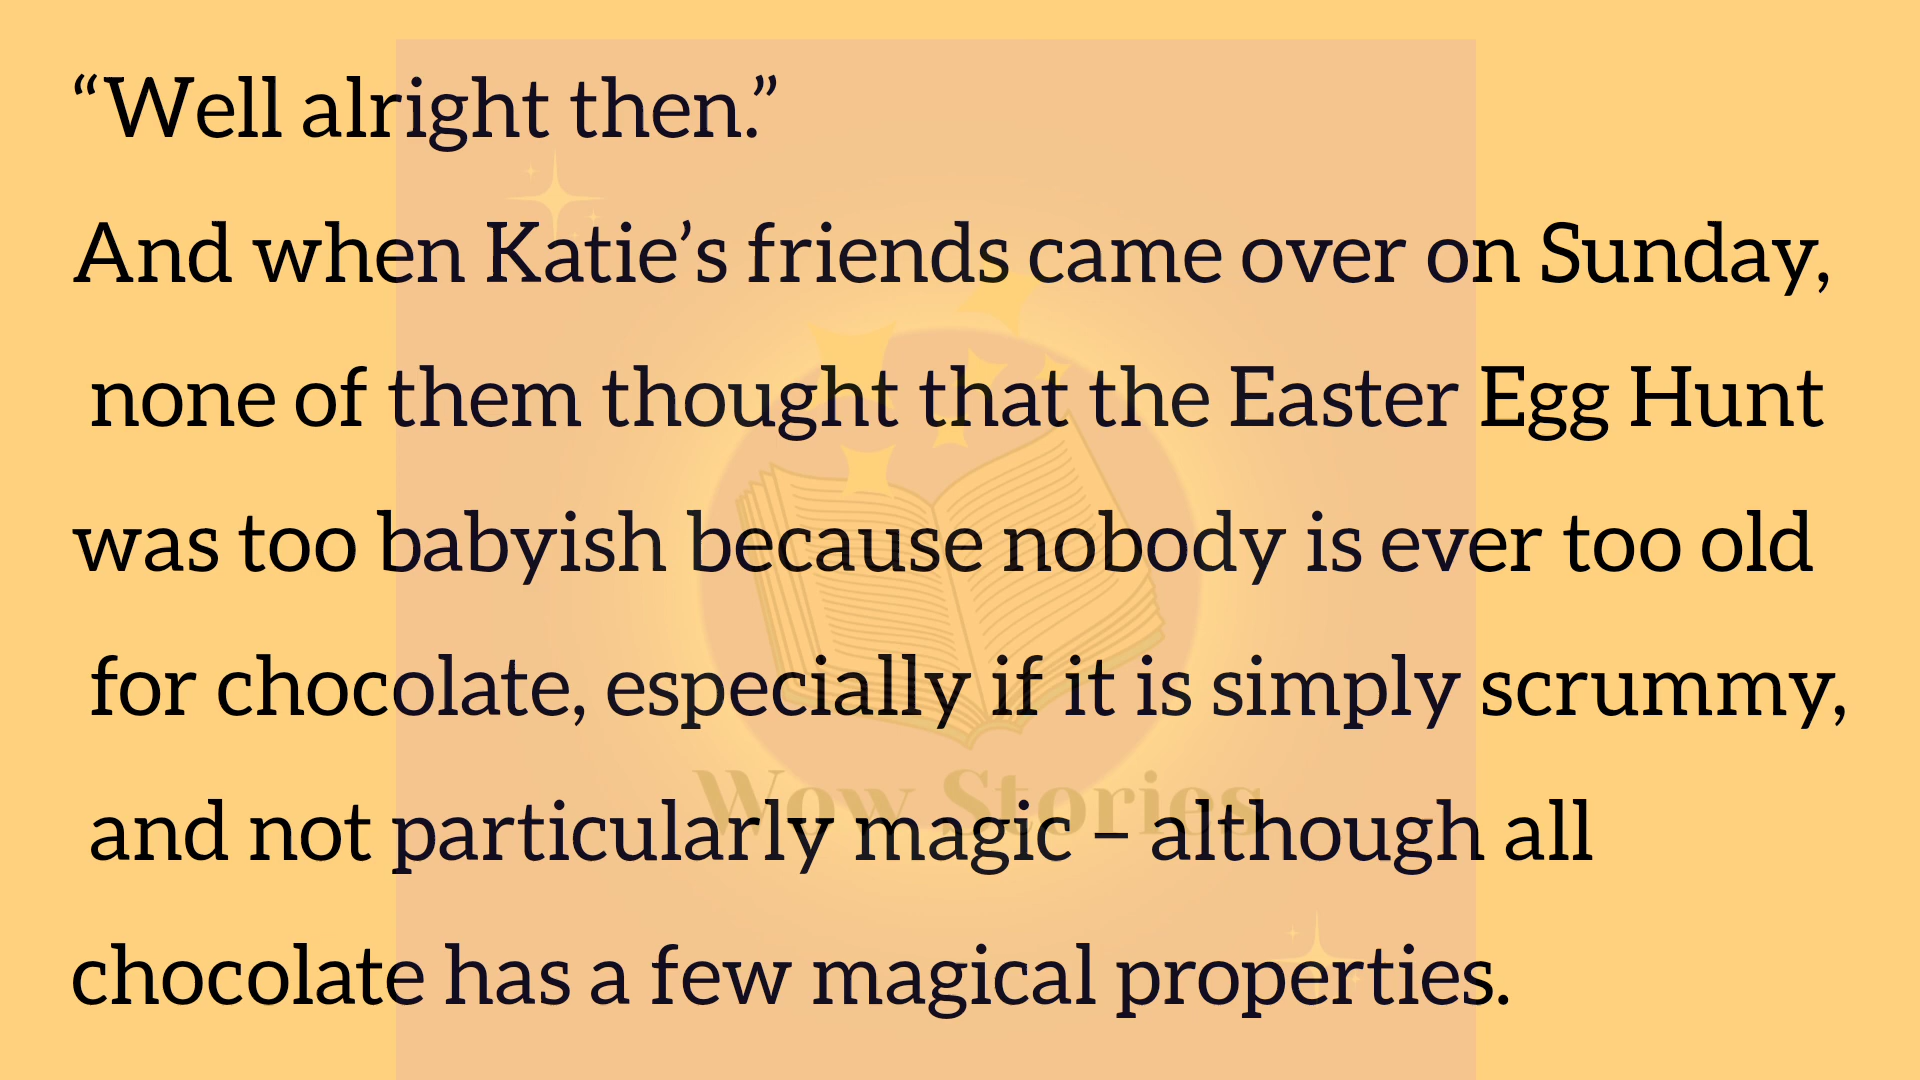 “Well alright then.”
And when Katie’s friends came over on Sunday,
none of them thought that the Easter Egg Hunt
was too babyish because nobody is ever too old
for chocolate, especially if it is simply scrummy,
Wow Stories
and not particularly magic – although all
chocolate has a few magical properties.